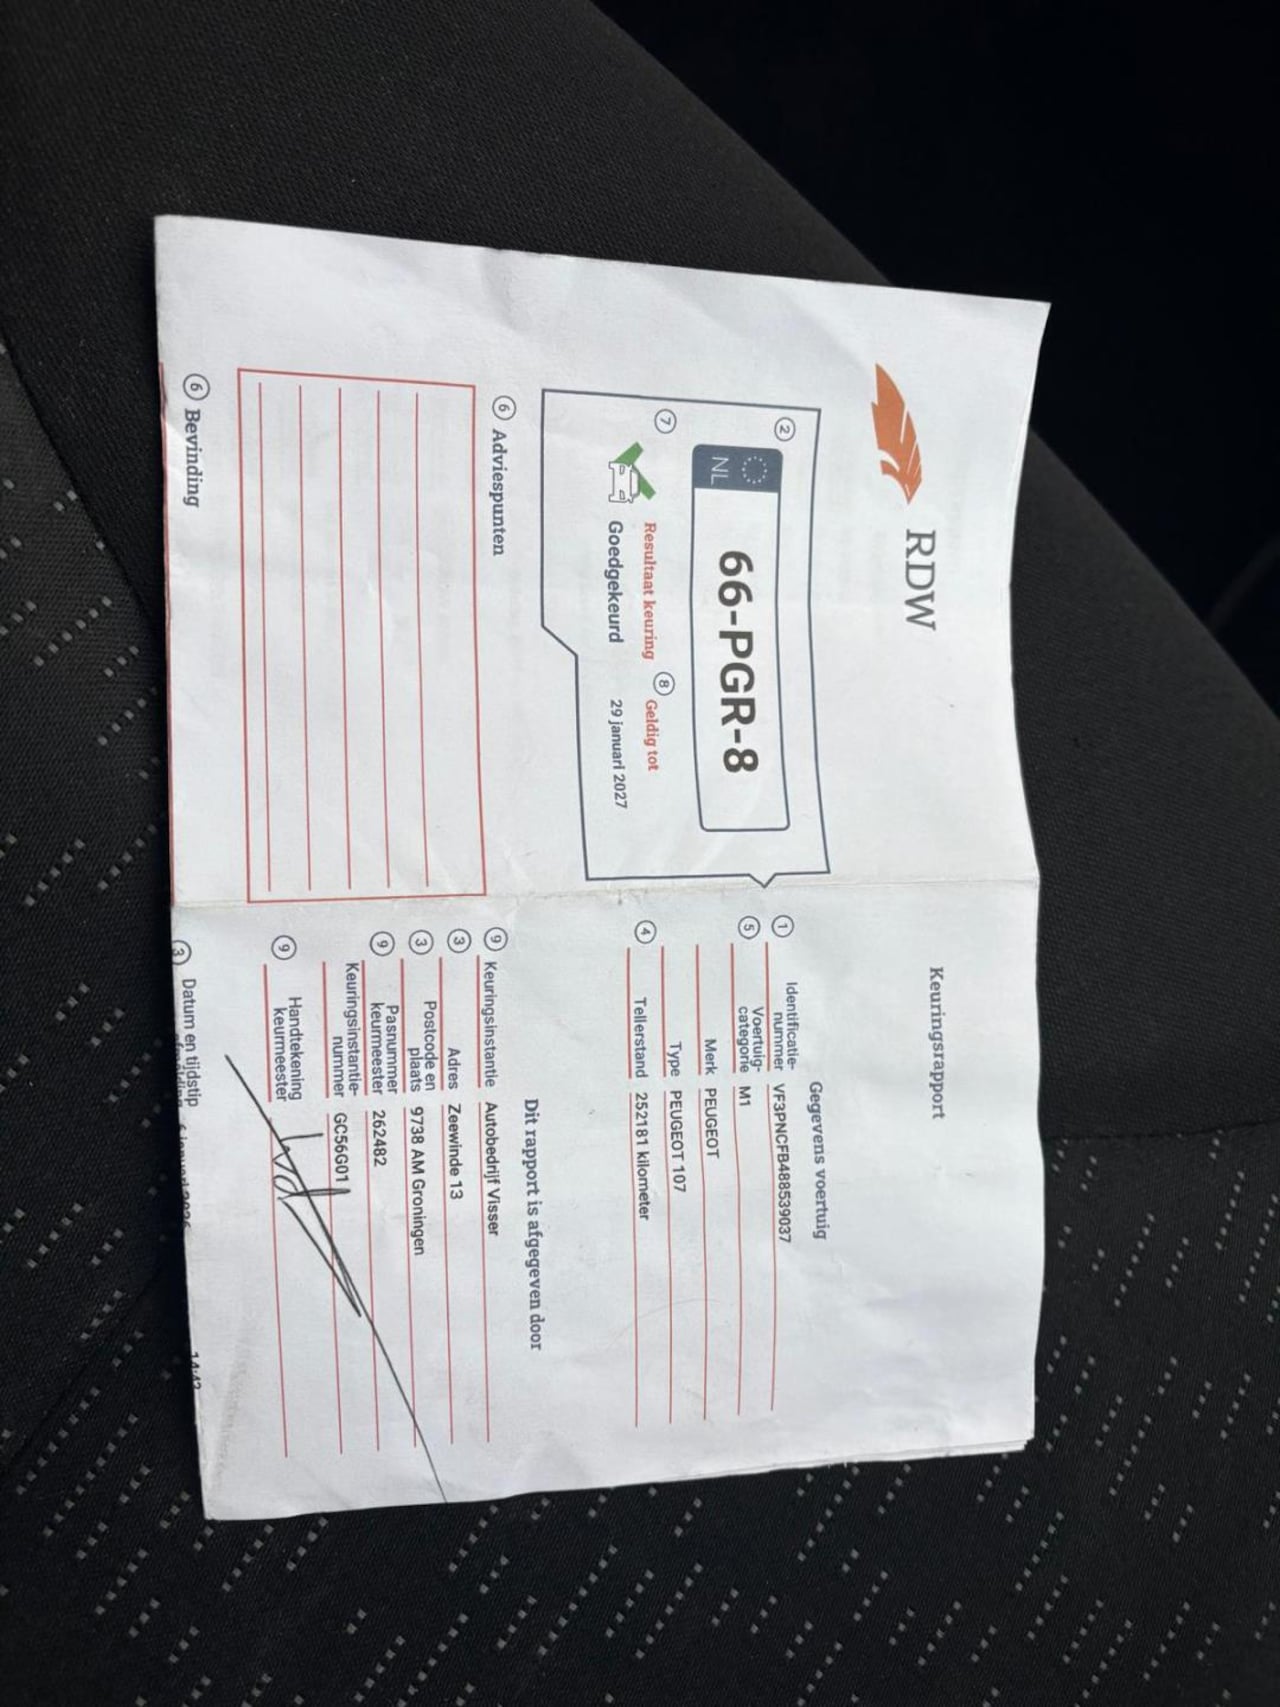 RDW
Keuringsrapport
2
NL
66-PGR-8
7 Resultaat keuring
Goedgekeurd
8 Geldig tot
29 januari 2027
6 Adviespunten
6 Bevinding
Gegevens voertuig
1 Identificatie-
nummer VF3PNCFB488539037
5 Voertuig-
categorie M1
Merk PEUGEOT
Type PEUGEOT 107
4 Tellerstand 252181 kilometer
Dit rapport is afgegeven door
9 Keuringsinstantie Autobedrijf Visser
3 Adres Zeewinde 13
3 Postcode en
plaats 9738 AM Groningen
9 Pasnummer
keurmeester 262482
Keuringsinstantie-
nummer GC56G01
9 Handtekening
keurmeester
3 Datum en tijdstip
14:43